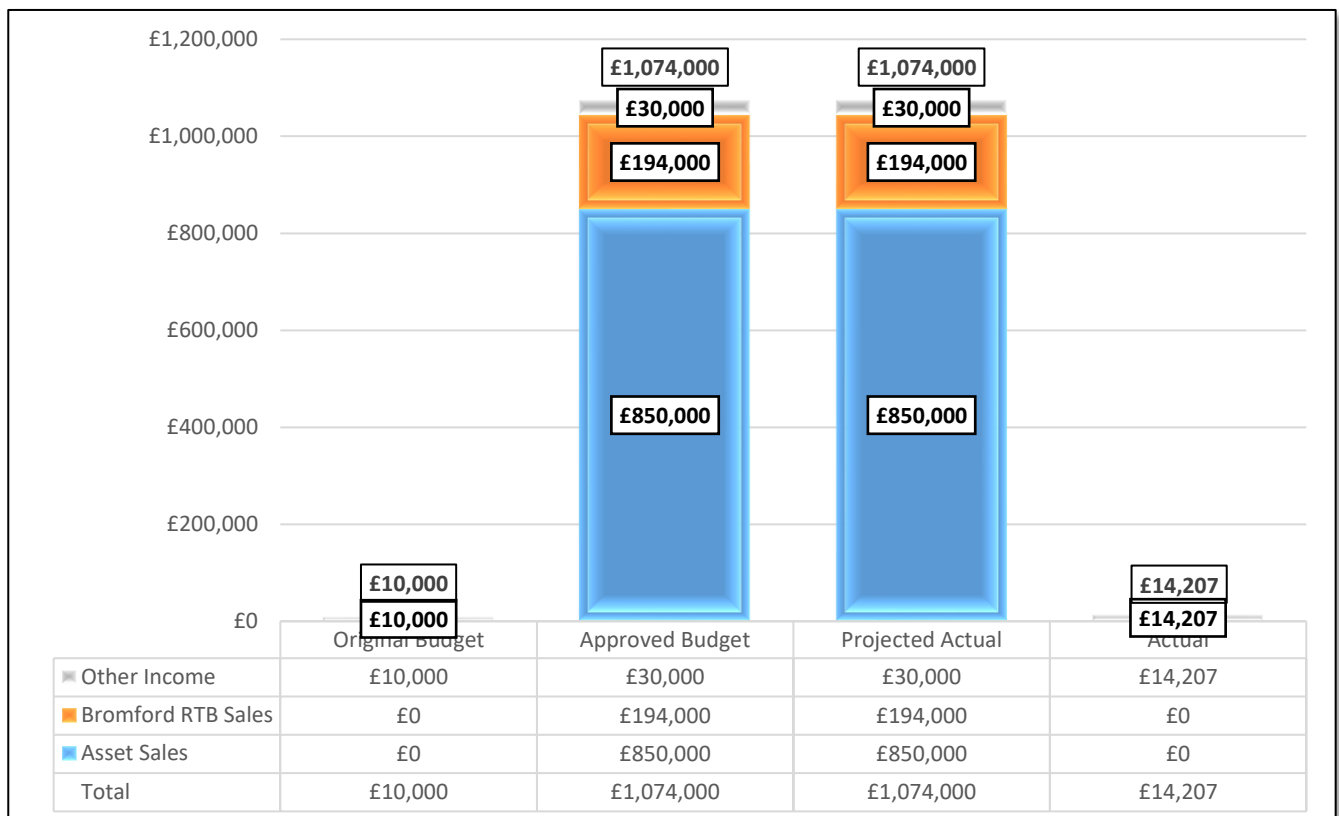 £1,200,000
£1,074,000 £1,074,000
£30,000 £30,000
£1,000,000
£194,000 £194,000
£800,000
£600,000
£850,000 £850,000
£400,000
£200,000
£10,000 £14,207
£0 £10,000 £14,207
Original Budget Approved Budget Projected Actual Actual
Other Income £10,000 £30,000 £30,000 £14,207
Bromford RTB Sales £0 £194,000 £194,000 £0
Asset Sales £0 £850,000 £850,000 £0
Total £10,000 £1,074,000 £1,074,000 £14,207